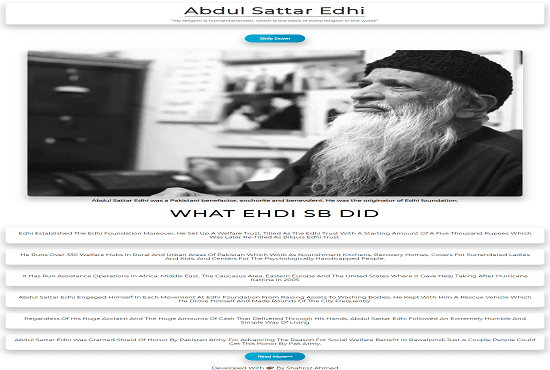 Abdul Sattar Edhi
"My religion is humanitarianism, which is the basis of every religion in the world."
Slide Down
Abdul Sattar Edhi was a Pakistani benefactor, anchorite and benevolent. He was the originator of Edhi foundation.
WHAT EHDI SB DID
Edhi Established The Edhi Foundation Moreover, He Set Up A Welfare Trust, Titled As The Edhi Trust With A Starting Amount Of A Five Thousand Rupees Which
Was Later Re-Titled As Bilquis Edhi Trust.
He Runs Over 330 Welfare Hubs In Rural And Urban Areas Of Pakistan Which Work As Nourishment Kitchens, Recovery Homes, Covers For Surrendered Ladies
And Kids And Centers For The Psychologically Handicapped People.
It Has Run Assistance Operations In Africa, Middle East, The Caucasus Area, Eastern Europe And The United States Where It Gave Help Taking After Hurricane
Katrina In 2005
Abdul Sattar Edhi Engaged Himself In Each Movement At Edhi Foundation From Raising Assets To Washing Bodies. He Kept With Him A Rescue Vehicle Which
He Drove Himself And Made Rounds Of The City Frequently.
Regardless Of His Huge Acclaim And The Huge Amounts Of Cash That Delivered Through His Hands, Abdul Sattar Edhi Followed An Extremely Humble And
Simple Way Of Living
Abdul Sattar Edhi Was Granted Shield Of Honor By Pakistan Army For Advancing The Reason For Social Welfare Benefit In Rawalpindi. Just A Couple People Could
Get This Honor By Pak Army.
Read More>>
Developed With ❤ By Shahroz Ahmed